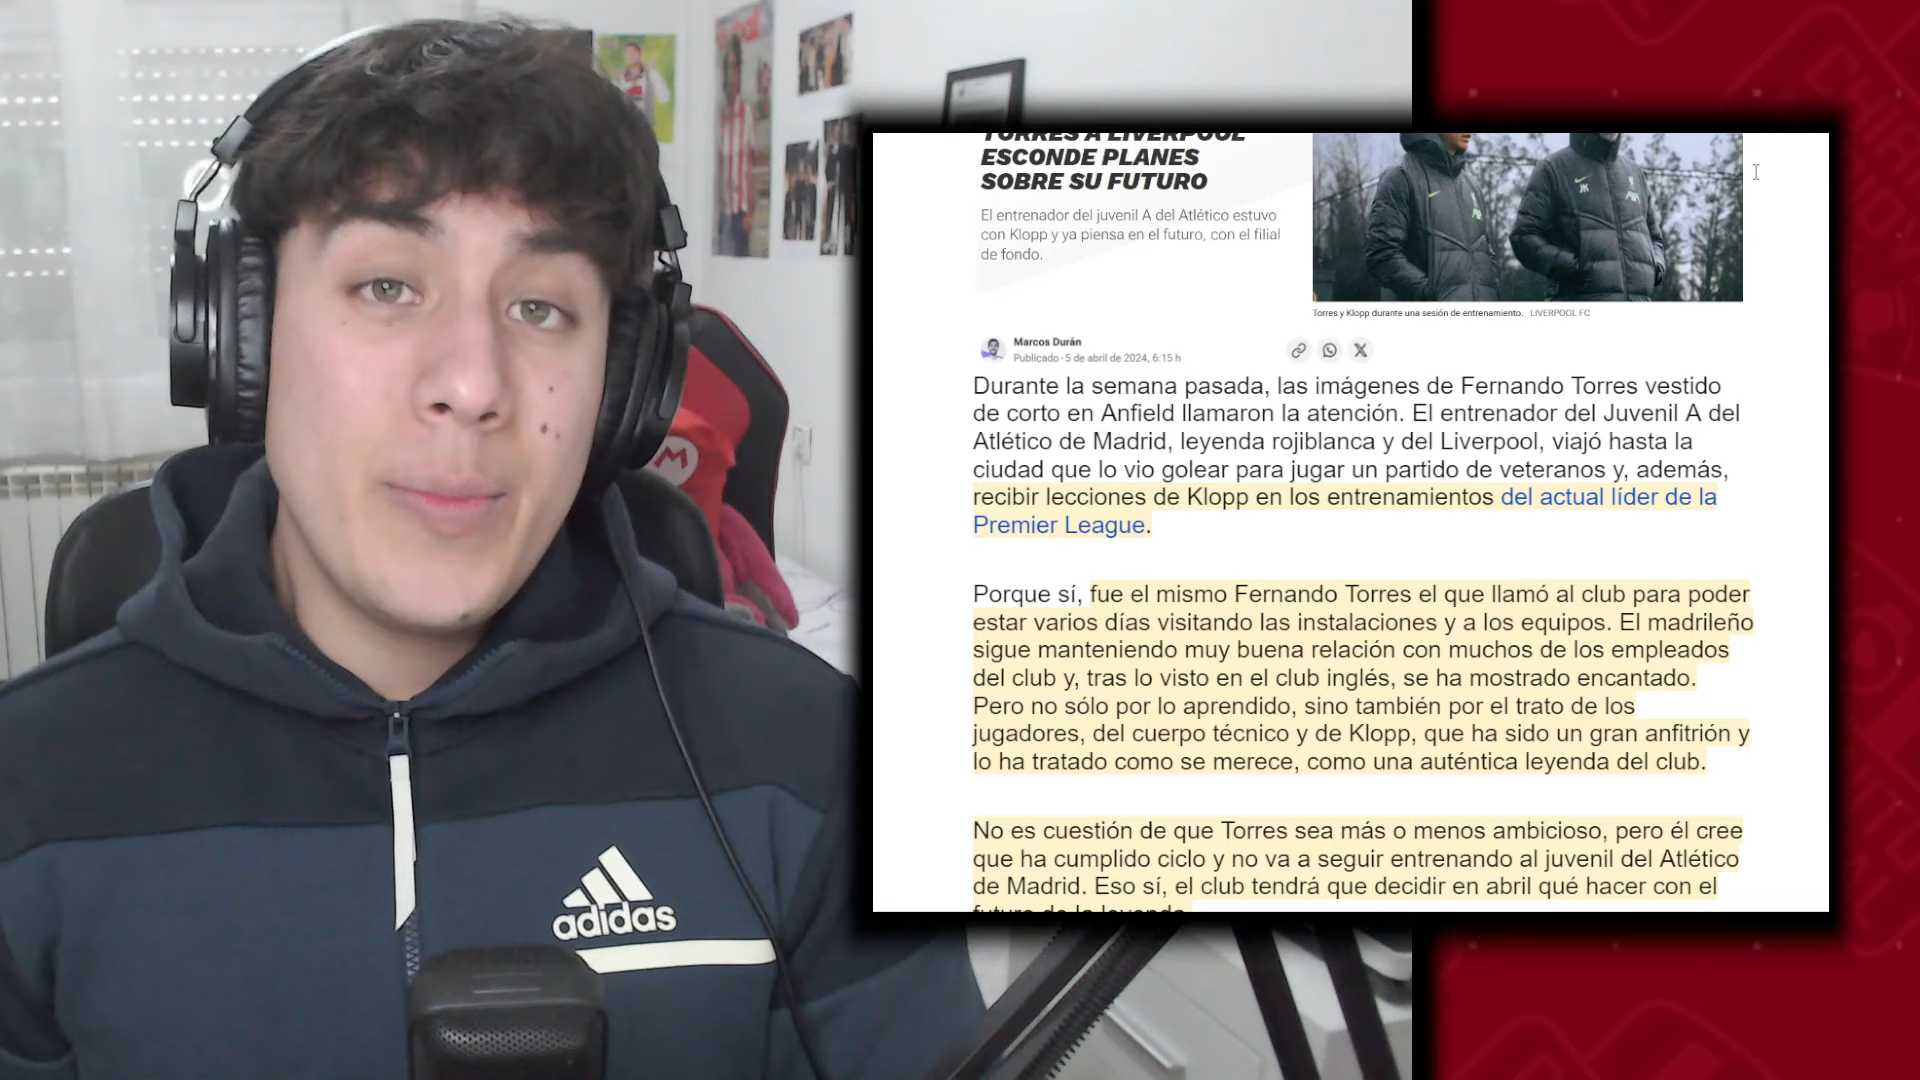 TORRES A LIVERPOOL
ESCONDE PLANES
SOBRE SU FUTURO
El entrenador del juvenil A del Atlético estuvo
con Klopp y ya piensa en el futuro, con el filial
de fondo.
JK
Torres y Klopp durante una sesión de entrenamiento. LIVERPOOL FC
Marcos Durán
Publicado - 5 de abril de 2024, 6:15 h
Durante la semana pasada, las imágenes de Fernando Torres vestido
de corto en Anfield llamaron la atención. El entrenador del Juvenil A del
Atlético de Madrid, leyenda rojiblanca y del Liverpool, viajó hasta la
ciudad que lo vio golear para jugar un partido de veteranos y, además,
recibir lecciones de Klopp en los entrenamientos del actual líder de la
Premier League.
Porque sí, fue el mismo Fernando Torres el que llamó al club para poder
estar varios días visitando las instalaciones y a los equipos. El madrileño
sigue manteniendo muy buena relación con muchos de los empleados
del club y, tras lo visto en el club inglés, se ha mostrado encantado.
Pero no sólo por lo aprendido, sino también por el trato de los
jugadores, del cuerpo técnico y de Klopp, que ha sido un gran anfitrión y
lo ha tratado como se merece, como una auténtica leyenda del club.
No es cuestión de que Torres sea más o menos ambicioso, pero él cree
que ha cumplido ciclo y no va a seguir entrenando al juvenil del Atlético
de Madrid. Eso sí, el club tendrá que decidir en abril qué hacer con el
futuro de la leyenda.
adidas